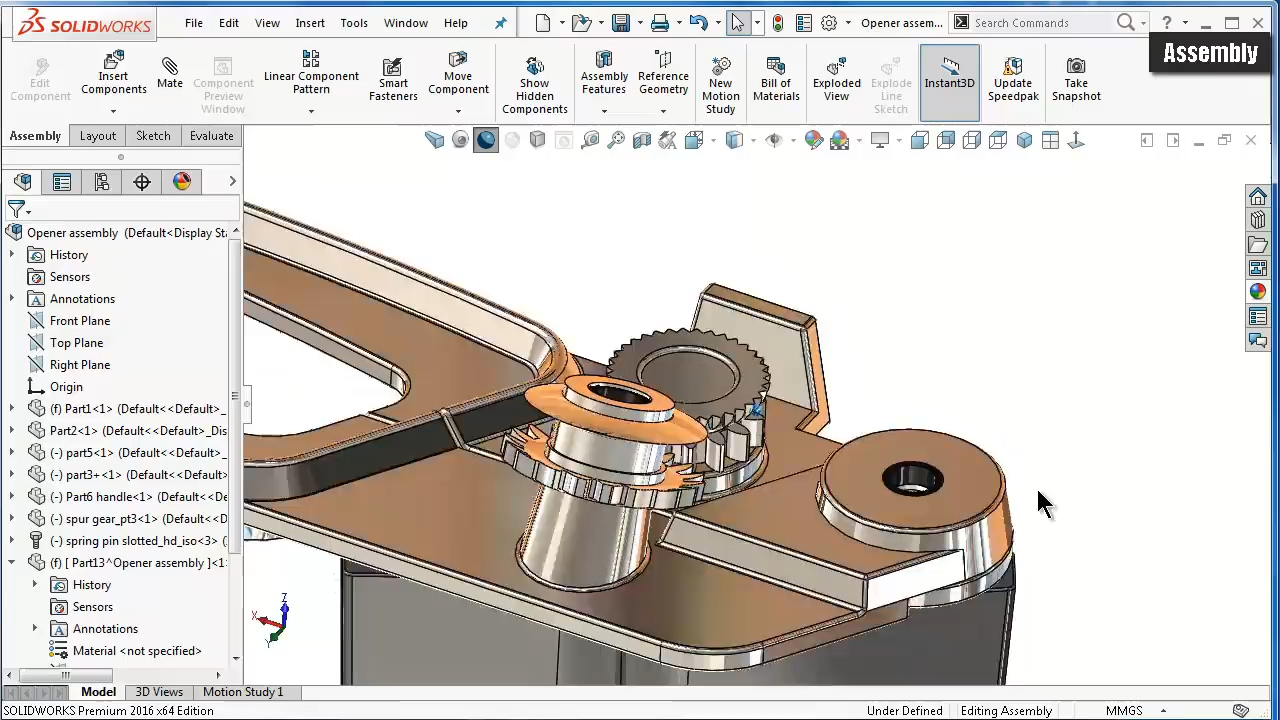 SOLIDWORKS File Edit View Insert Tools Window Help Opener assem... Search Commands ?
Assembly
Edit Component
Insert Components
Mate
Component Preview Window
Linear Component Pattern
Smart Fasteners
Move Component
Show Hidden Components
Assembly Features
Reference Geometry
New Motion Study
Bill of Materials
Exploded View
Explode Line Sketch
Instant3D
Update Speedpak
Take Snapshot
Assembly Layout Sketch Evaluate
Opener assembly (Default<Display Sta
History
Sensors
Annotations
Front Plane
Top Plane
Right Plane
Origin
(f) Part1<1> (Default<<Default>_
Part2<1> (Default<<Default>_Dis
(-) part5<1> (Default<<Default>_
(-) part3+<1> (Default<<Default>
(-) Part6 handle<1> (Default<<D
(-) spur gear_pt3<1> (Default<<
(-) spring pin slotted_hd_iso<3> (
(f) [ Part13^Opener assembly ]<1>
History
Sensors
Annotations
Material <not specified>
Z
X
Y
Model 3D Views Motion Study 1
SOLIDWORKS Premium 2016 x64 Edition Under Defined Editing Assembly MMGS